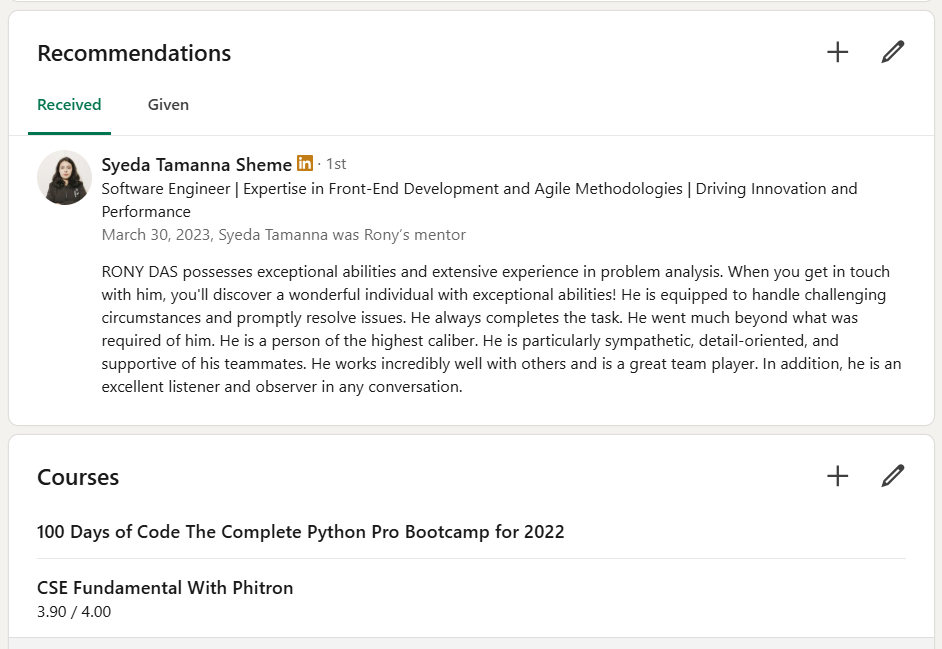 Recommendations
Received
Given
Syeda Tamanna Sheme in · 1st
Software Engineer | Expertise in Front-End Development and Agile Methodologies | Driving Innovation and
Performance
March 30, 2023, Syeda Tamanna was Rony’s mentor
RONY DAS possesses exceptional abilities and extensive experience in problem analysis. When you get in touch
with him, you'll discover a wonderful individual with exceptional abilities! He is equipped to handle challenging
circumstances and promptly resolve issues. He always completes the task. He went much beyond what was
required of him. He is a person of the highest caliber. He is particularly sympathetic, detail-oriented, and
supportive of his teammates. He works incredibly well with others and is a great team player. In addition, he is an
excellent listener and observer in any conversation.
Courses
100 Days of Code The Complete Python Pro Bootcamp for 2022
CSE Fundamental With Phitron
3.90 / 4.00